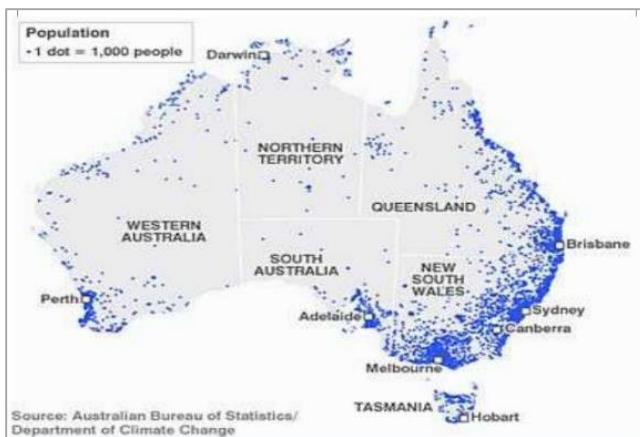 Population
- 1 dot = 1,000 people
Darwin
NORTHERN
TERRITORY
QUEENSLAND
WESTERN
AUSTRALIA
SOUTH
AUSTRALIA
Brisbane
NEW
SOUTH
WALES
Perth
Adelaide
Sydney
Canberra
Melbourne
TASMANIA
Hobart
Source: Australian Bureau of Statistics/
Department of Climate Change